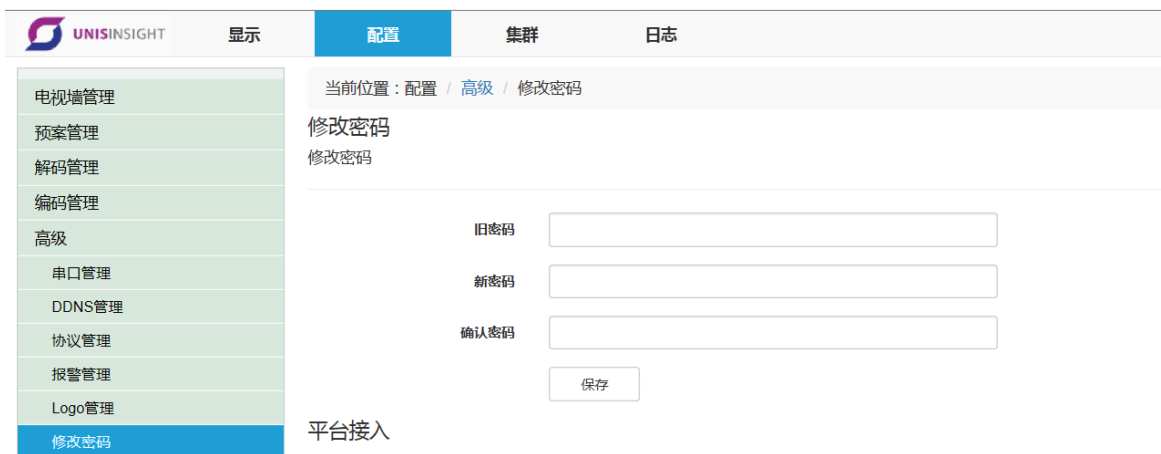 UNISINSIGHT 显示 配置 集群 日志
当前位置：配置 / 高级 / 修改密码
电视墙管理
预案管理
解码管理
编码管理
高级
串口管理
DDNS管理
协议管理
报警管理
Logo管理
修改密码
修改密码
修改密码
旧密码
新密码
确认密码
保存
平台接入